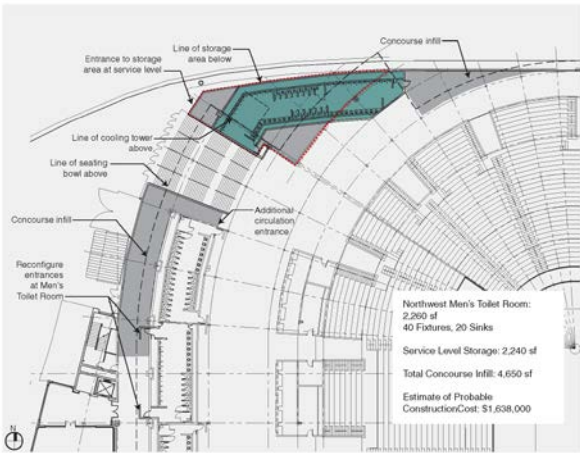 Line of storage
area below
Entrance to storage
area at service level
Concourse infill
Line of cooling tower
above
Line of seating
bowl above
Concourse infill
Additional
circulation
entrance
Reconfigure
entrances
at Men's
Toilet Room
Northwest Men's Toilet Room:
2,260 sf
40 Fixtures, 20 Sinks
Service Level Storage: 2,240 sf
Total Concourse Infill: 4,650 sf
Estimate of Probable
ConstructionCost: $1,638,000
N